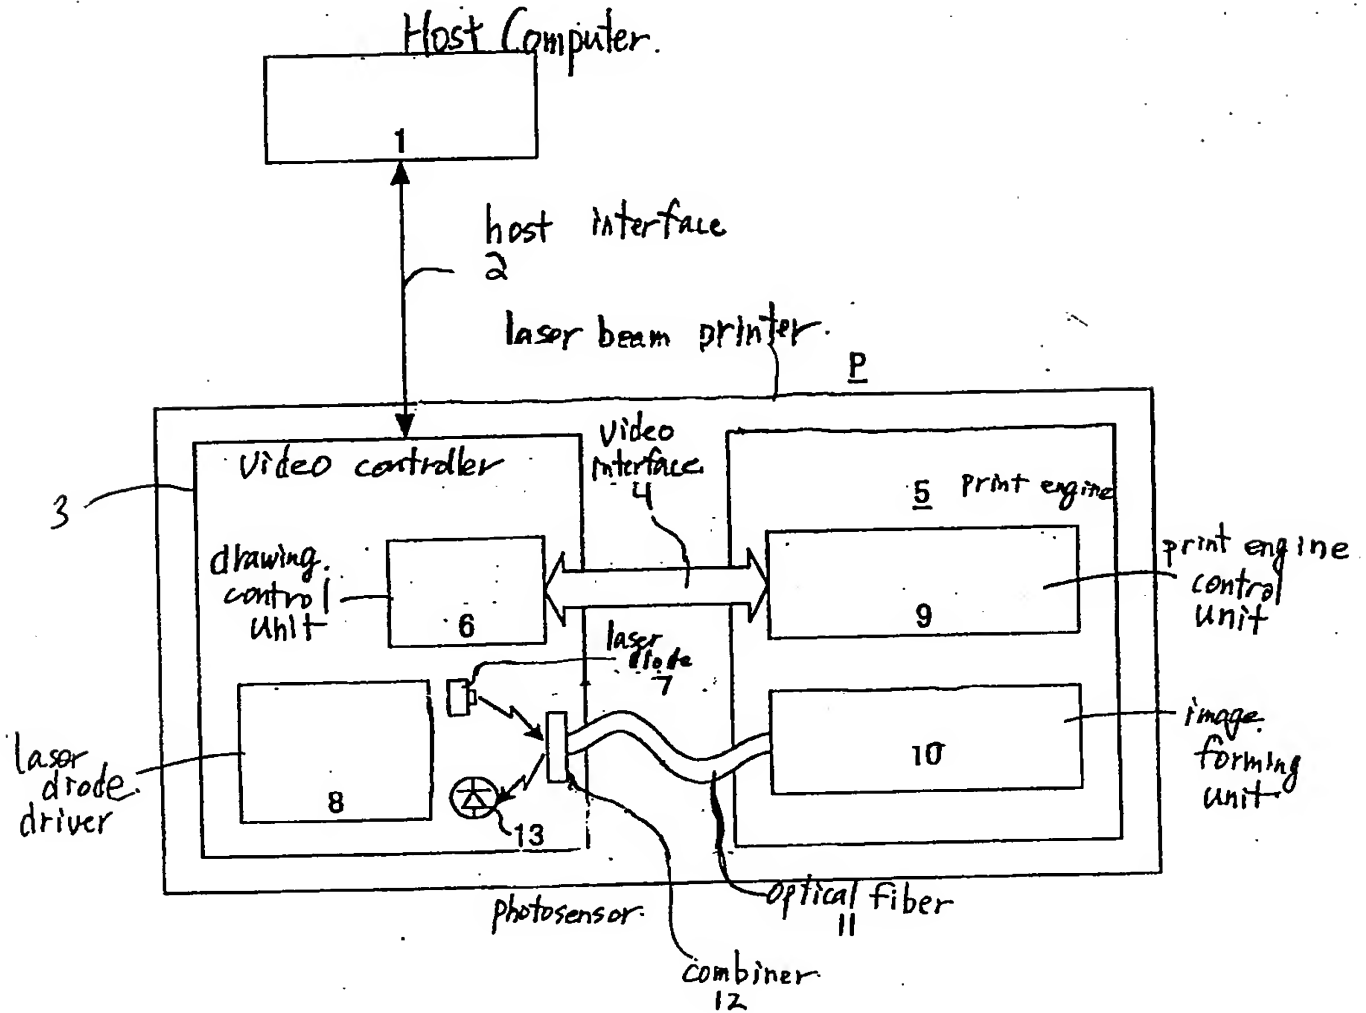 Host Computer.
1
host interface
2
laser beam printer.
P
Video controller
Video
interface
4
5 print engine
3
drawing.
control
unit
6
9
print engine
control
unit
laser
diode
7
laser
diode.
driver
8
10
image.
forming
unit
13
photosensor.
optical fiber
11
combiner.
12